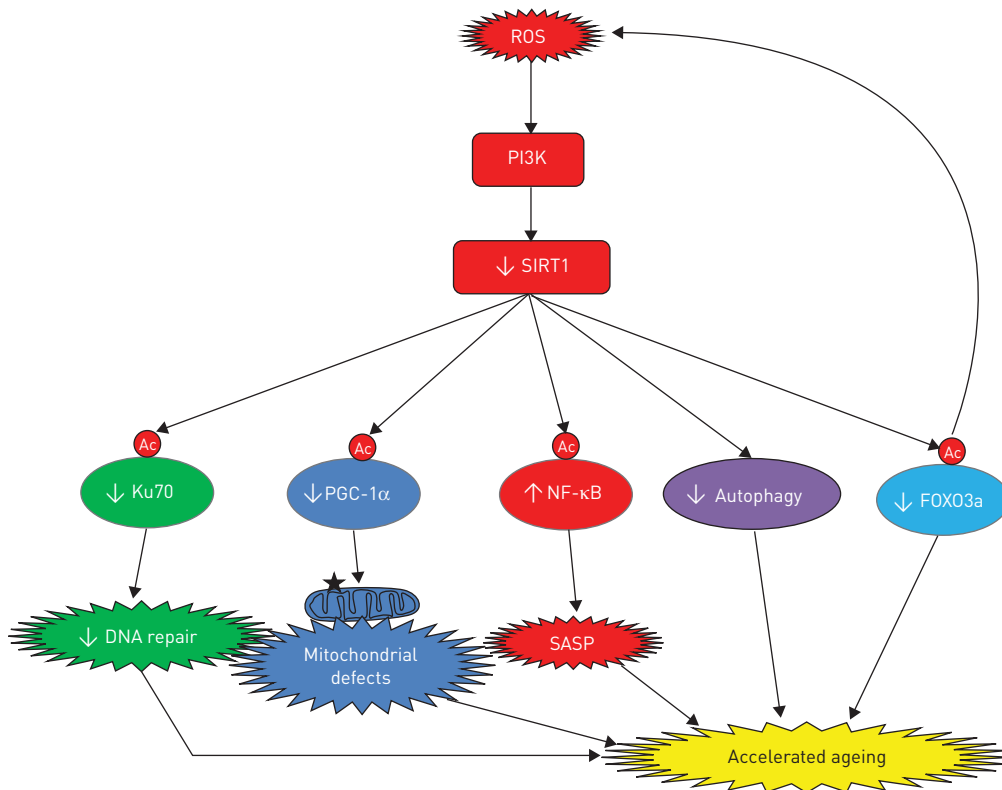 ROS
PI3K
↓ SIRT1
Ac
Ac
Ac
Ac
↓ Ku70
↓ PGC-1α
↑ NF-κB
↓ Autophagy
↓ FOXO3a
↓ DNA repair
Mitochondrial
defects
SASP
Accelerated ageing